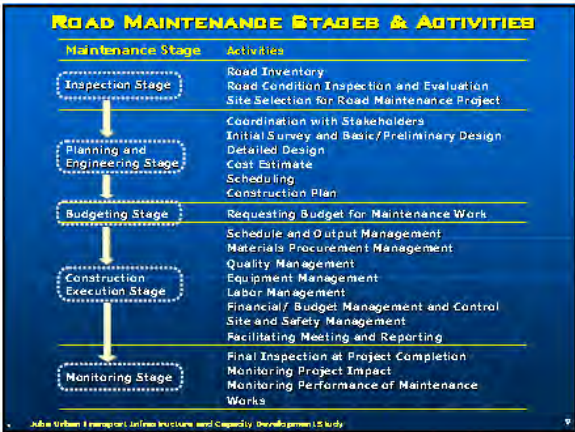 ROAD MAINTENANCE STAGES & ACTIVITIES
Maintenance Stage Activities
Inspection Stage
Road Inventory
Road Condition Inspection and Evaluation
Site Selection for Road Maintenance Project
Planning and
Engineering Stage
Coordination with Stakeholders
Initial Survey and Basic/Preliminary Design
Detailed Design
Cost Estimate
Scheduling
Construction Plan
Budgeting Stage
Requesting Budget for Maintenance Work
Construction
Execution Stage
Schedule and Output Management
Materials Procurement Management
Quality Management
Equipment Management
Labor Management
Financial/ Budget Management and Control
Site and Safety Management
Facilitating Meeting and Reporting
Monitoring Stage
Final Inspection at Project Completion
Monitoring Project Impact
Monitoring Performance of Maintenance
Works
Juba Urban Transport Infrastructure and Capacity Development Study
9